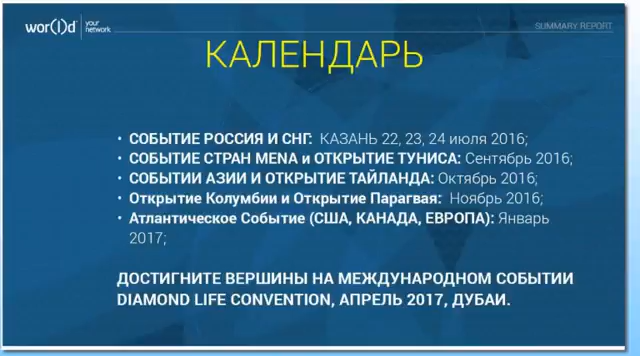 wor(l)d
your
network
SUMMARY REPORT
КАЛЕНДАРЬ
• СОБЫТИЕ РОССИЯ И СНГ: КАЗАНЬ 22, 23, 24 июля 2016;
• СОБЫТИЕ СТРАН MENA и ОТКРЫТИЕ ТУНИСА: Сентябрь 2016;
• СОБЫТИИ АЗИИ И ОТКРЫТИЕ ТАЙЛАНДА: Октябрь 2016;
• Открытие Колумбии и Открытие Парагвая: Ноябрь 2016;
• Атлантическое Событие (США, КАНАДА, ЕВРОПА): Январь
2017;
ДОСТИГНИТЕ ВЕРШИНЫ НА МЕЖДУНАРОДНОМ СОБЫТИИ
DIAMOND LIFE CONVENTION, АПРЕЛЬ 2017, ДУБАИ.